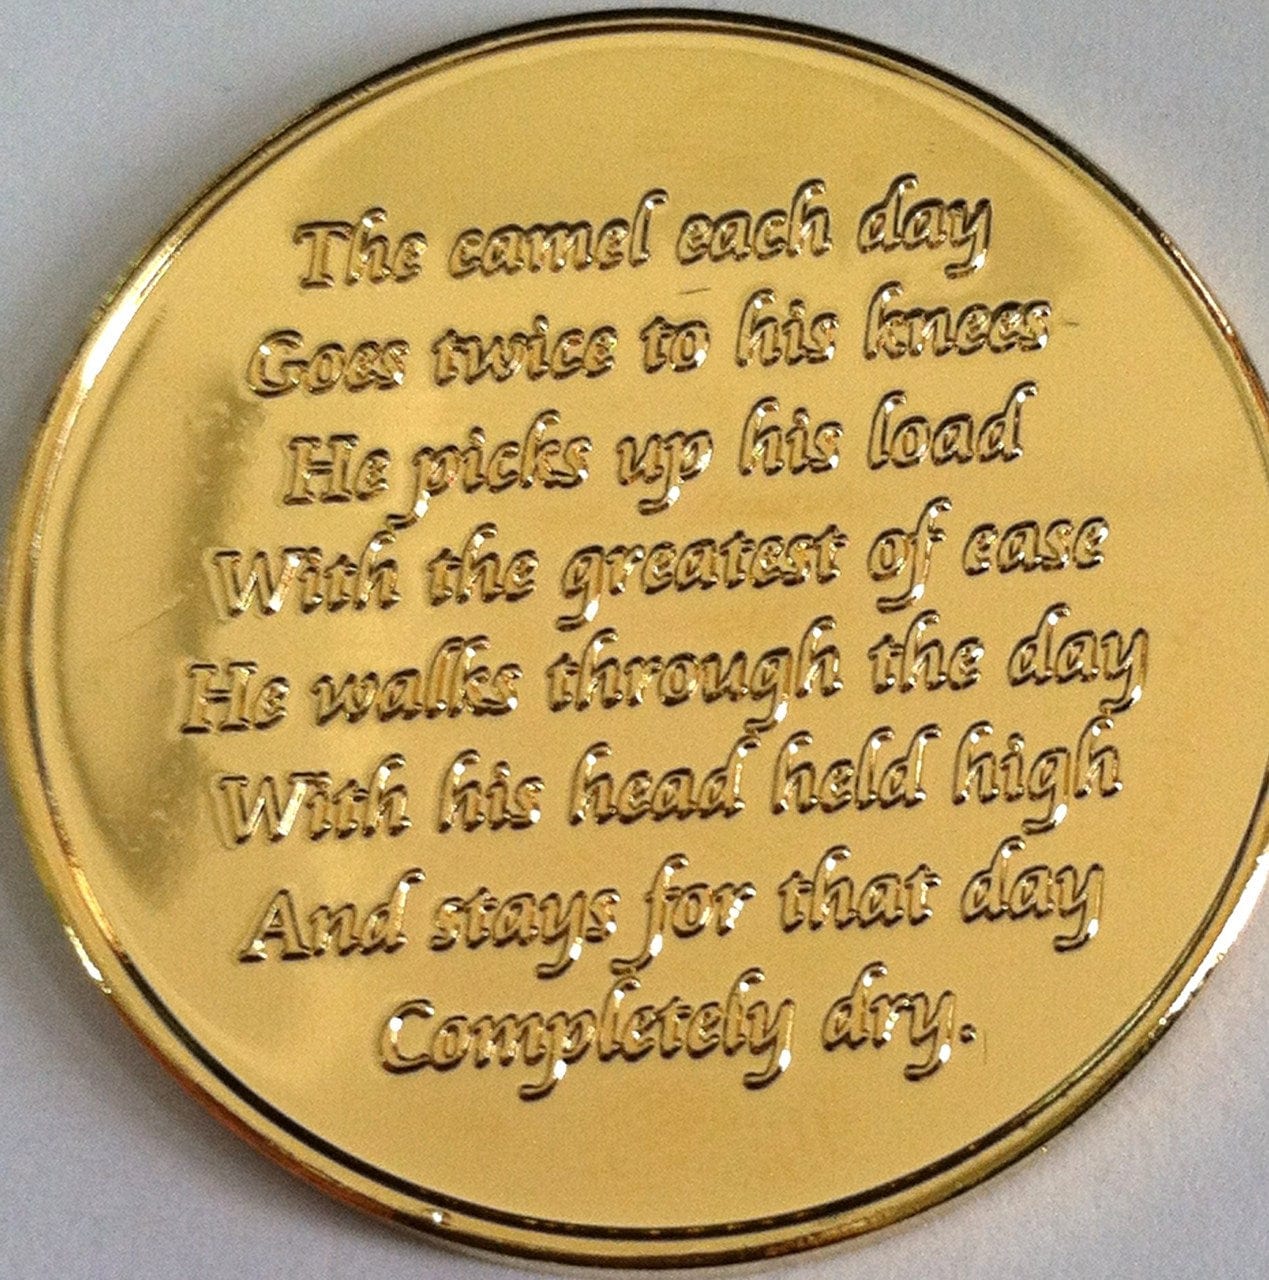 The camel each day
Goes twice to his knees
He picks up his load
With the greatest of ease
He walks through the day
With his head held high
And stays for that day
Completely dry.